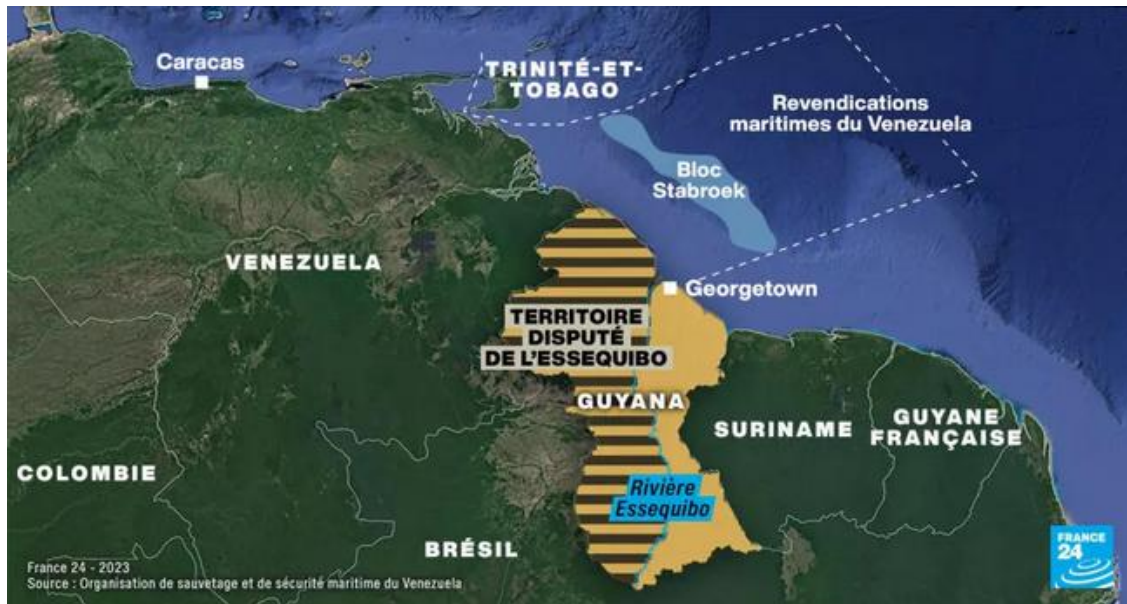 Caracas
TRINITÉ-ET-
TOBAGO
Revendications
maritimes du Venezuela
Bloc
Stabroek
VENEZUELA
Georgetown
TERRITOIRE
DISPUTÉ
DE L'ESSEQUIBO
GUYANA
SURINAME
GUYANE
FRANÇAISE
COLOMBIE
Rivière
Essequibo
BRÉSIL
France 24 - 2023
Source : Organisation de sauvetage et de sécurité maritime du Venezuela
FRANCE
24